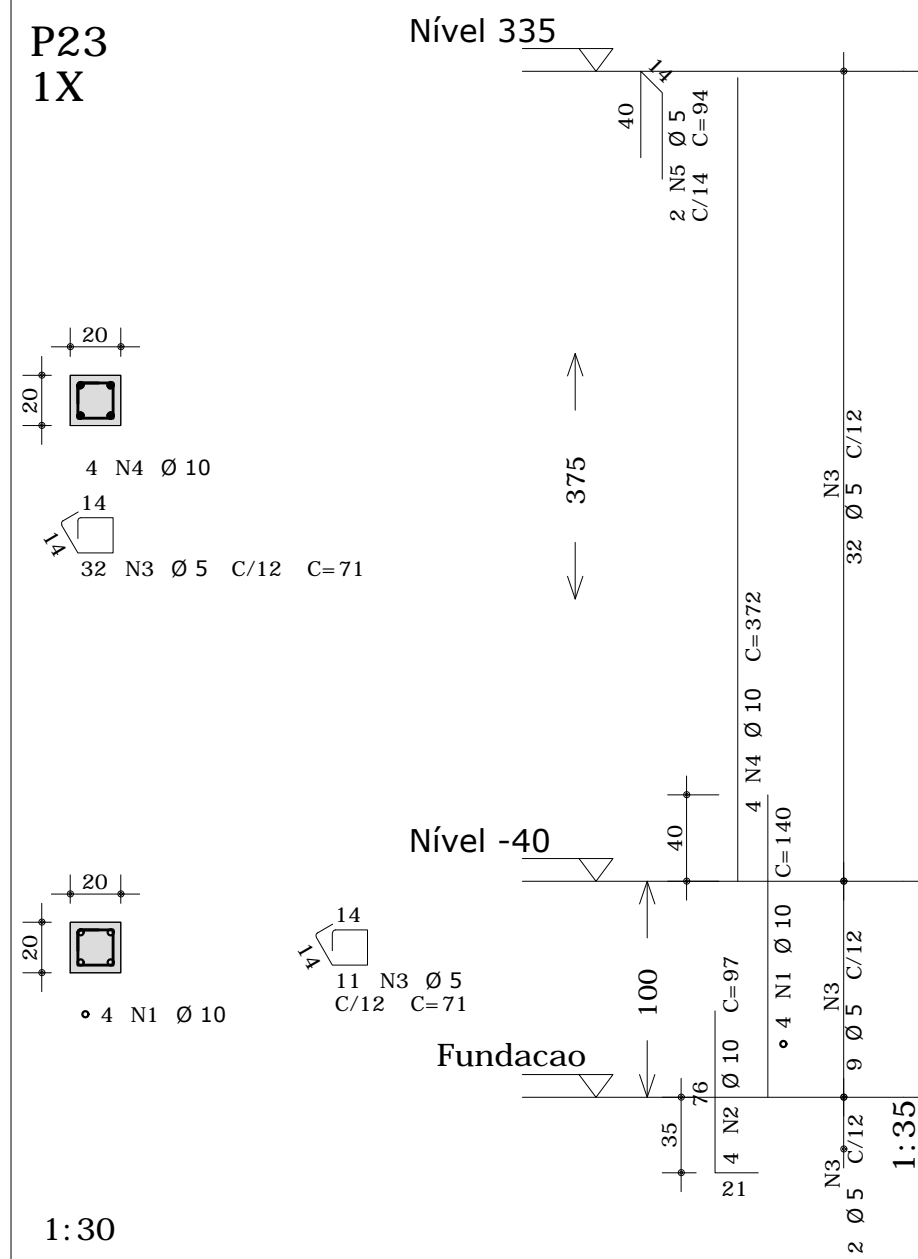 P23
1X
Nível 335
14
40
2 N5 Ø 5
C/14 C=94
20
20
4 N4 Ø 10
14
14
32 N3 Ø 5 C/12 C=71
375
N3
32 Ø 5 C/12
4 N4 Ø 10 C=372
40
Nível -40
20
20
4 N1 Ø 10
14
14
11 N3 Ø 5
C/12 C=71
100
4 N1 Ø 10 C=140
N3
9 Ø 5 C/12
Fundacao
76
4 N2 Ø 10 C=97
35
21
N3
2 Ø 5 C/12
1:35
1:30